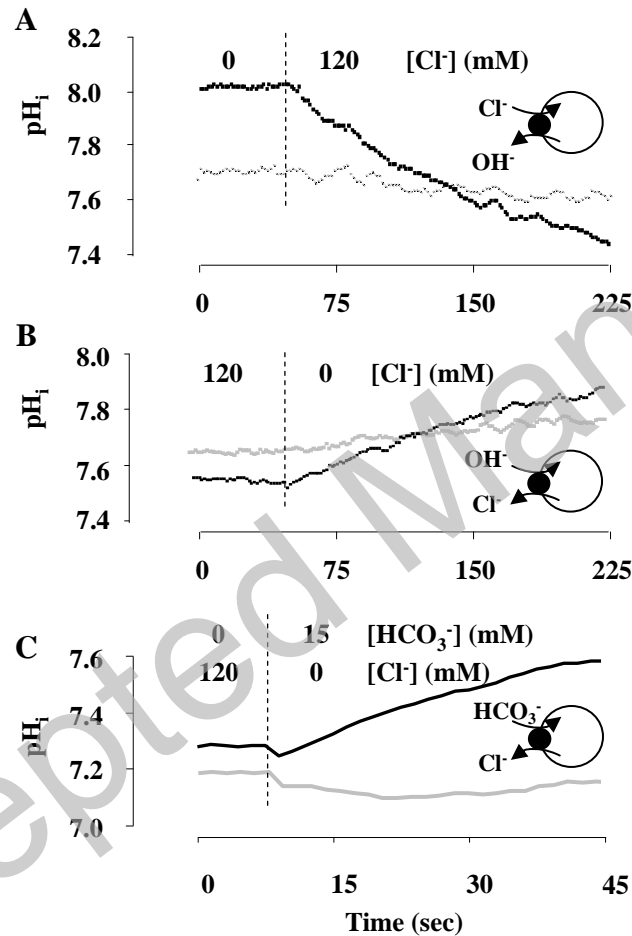 A
8.2
0 120 [Cl-] (mM)
8.0
Cl-
7.8
pHi
OH-
7.6
7.4
0 75 150 225
B
8.0
120 0 [Cl-] (mM)
7.8
pHi
OH-
7.6
Cl-
7.4
0 75 150 225
C
0 15 [HCO3-] (mM)
7.6
120 0 [Cl-] (mM)
7.4
HCO3-
pHi
7.2
Cl-
7.0
0 15 30 45
Time (sec)
epted Man